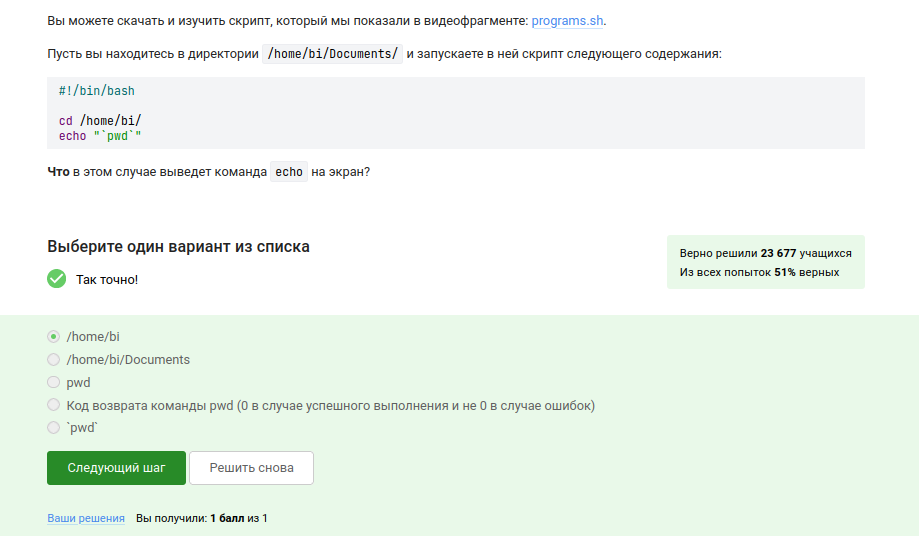 Вы можете скачать и изучить скрипт, который мы показали в видеофрагменте: programs.sh.
Пусть вы находитесь в директории /home/bi/Documents/ и запускаете в ней скрипт следующего содержания:
#!/bin/bash
cd /home/bi/
echo "`pwd`"
Что в этом случае выведет команда echo на экран?
Выберите один вариант из списка
Так точно!
Верно решили 23 677 учащихся
Из всех попыток 51% верных
/home/bi
/home/bi/Documents
pwd
Код возврата команды pwd (0 в случае успешного выполнения и не 0 в случае ошибок)
`pwd`
Следующий шаг
Решить снова
Ваши решения Вы получили: 1 балл из 1